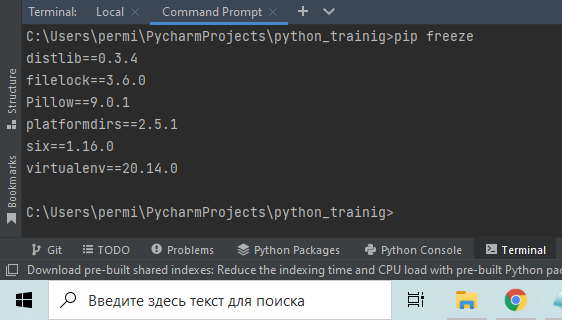 Terminal: Local × Command Prompt × +
C:\Users\permi\PycharmProjects\python_trainig>pip freeze
distlib==0.3.4
filelock==3.6.0
Pillow==9.0.1
platformdirs==2.5.1
six==1.16.0
virtualenv==20.14.0
C:\Users\permi\PycharmProjects\python_trainig>
Structure
Bookmarks
Git TODO Problems Python Packages Python Console Terminal
Download pre-built shared indexes: Reduce the indexing time and CPU load with pre-built Python pac
Введите здесь текст для поиска